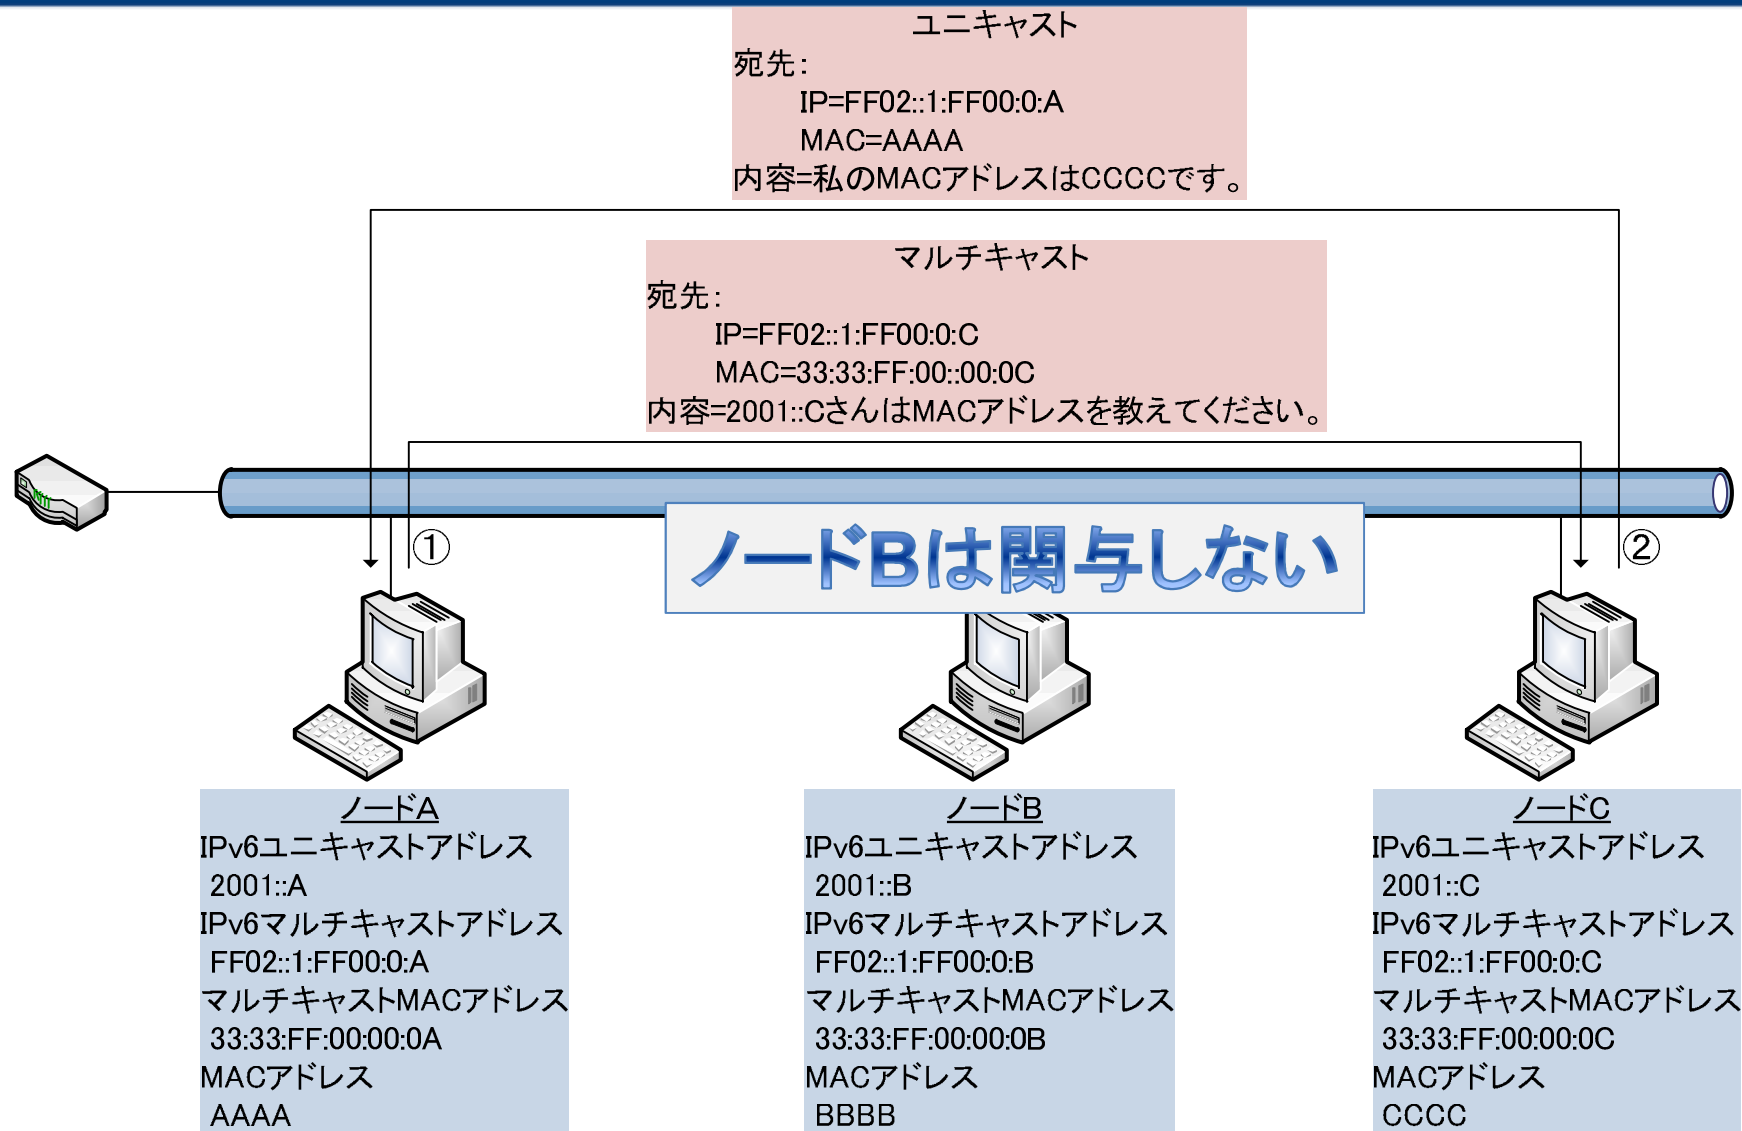 ユニキャスト
宛先：
IP=FF02::1:FF00:0:A
MAC=AAAA
内容=私のMACアドレスはCCCCです。
マルチキャスト
宛先：
IP=FF02::1:FF00:0:C
MAC=33:33:FF:00::00:0C
内容=2001::CさんはMACアドレスを教えてください。
ノードBは関与しない
①
②
ノードA
IPv6ユニキャストアドレス
2001::A
IPv6マルチキャストアドレス
FF02::1:FF00:0:A
マルチキャストMACアドレス
33:33:FF:00:00:0A
MACアドレス
AAAA
ノードB
IPv6ユニキャストアドレス
2001::B
IPv6マルチキャストアドレス
FF02::1:FF00:0:B
マルチキャストMACアドレス
33:33:FF:00:00:0B
MACアドレス
BBBB
ノードC
IPv6ユニキャストアドレス
2001::C
IPv6マルチキャストアドレス
FF02::1:FF00:0:C
マルチキャストMACアドレス
33:33:FF:00:00:0C
MACアドレス
CCCC